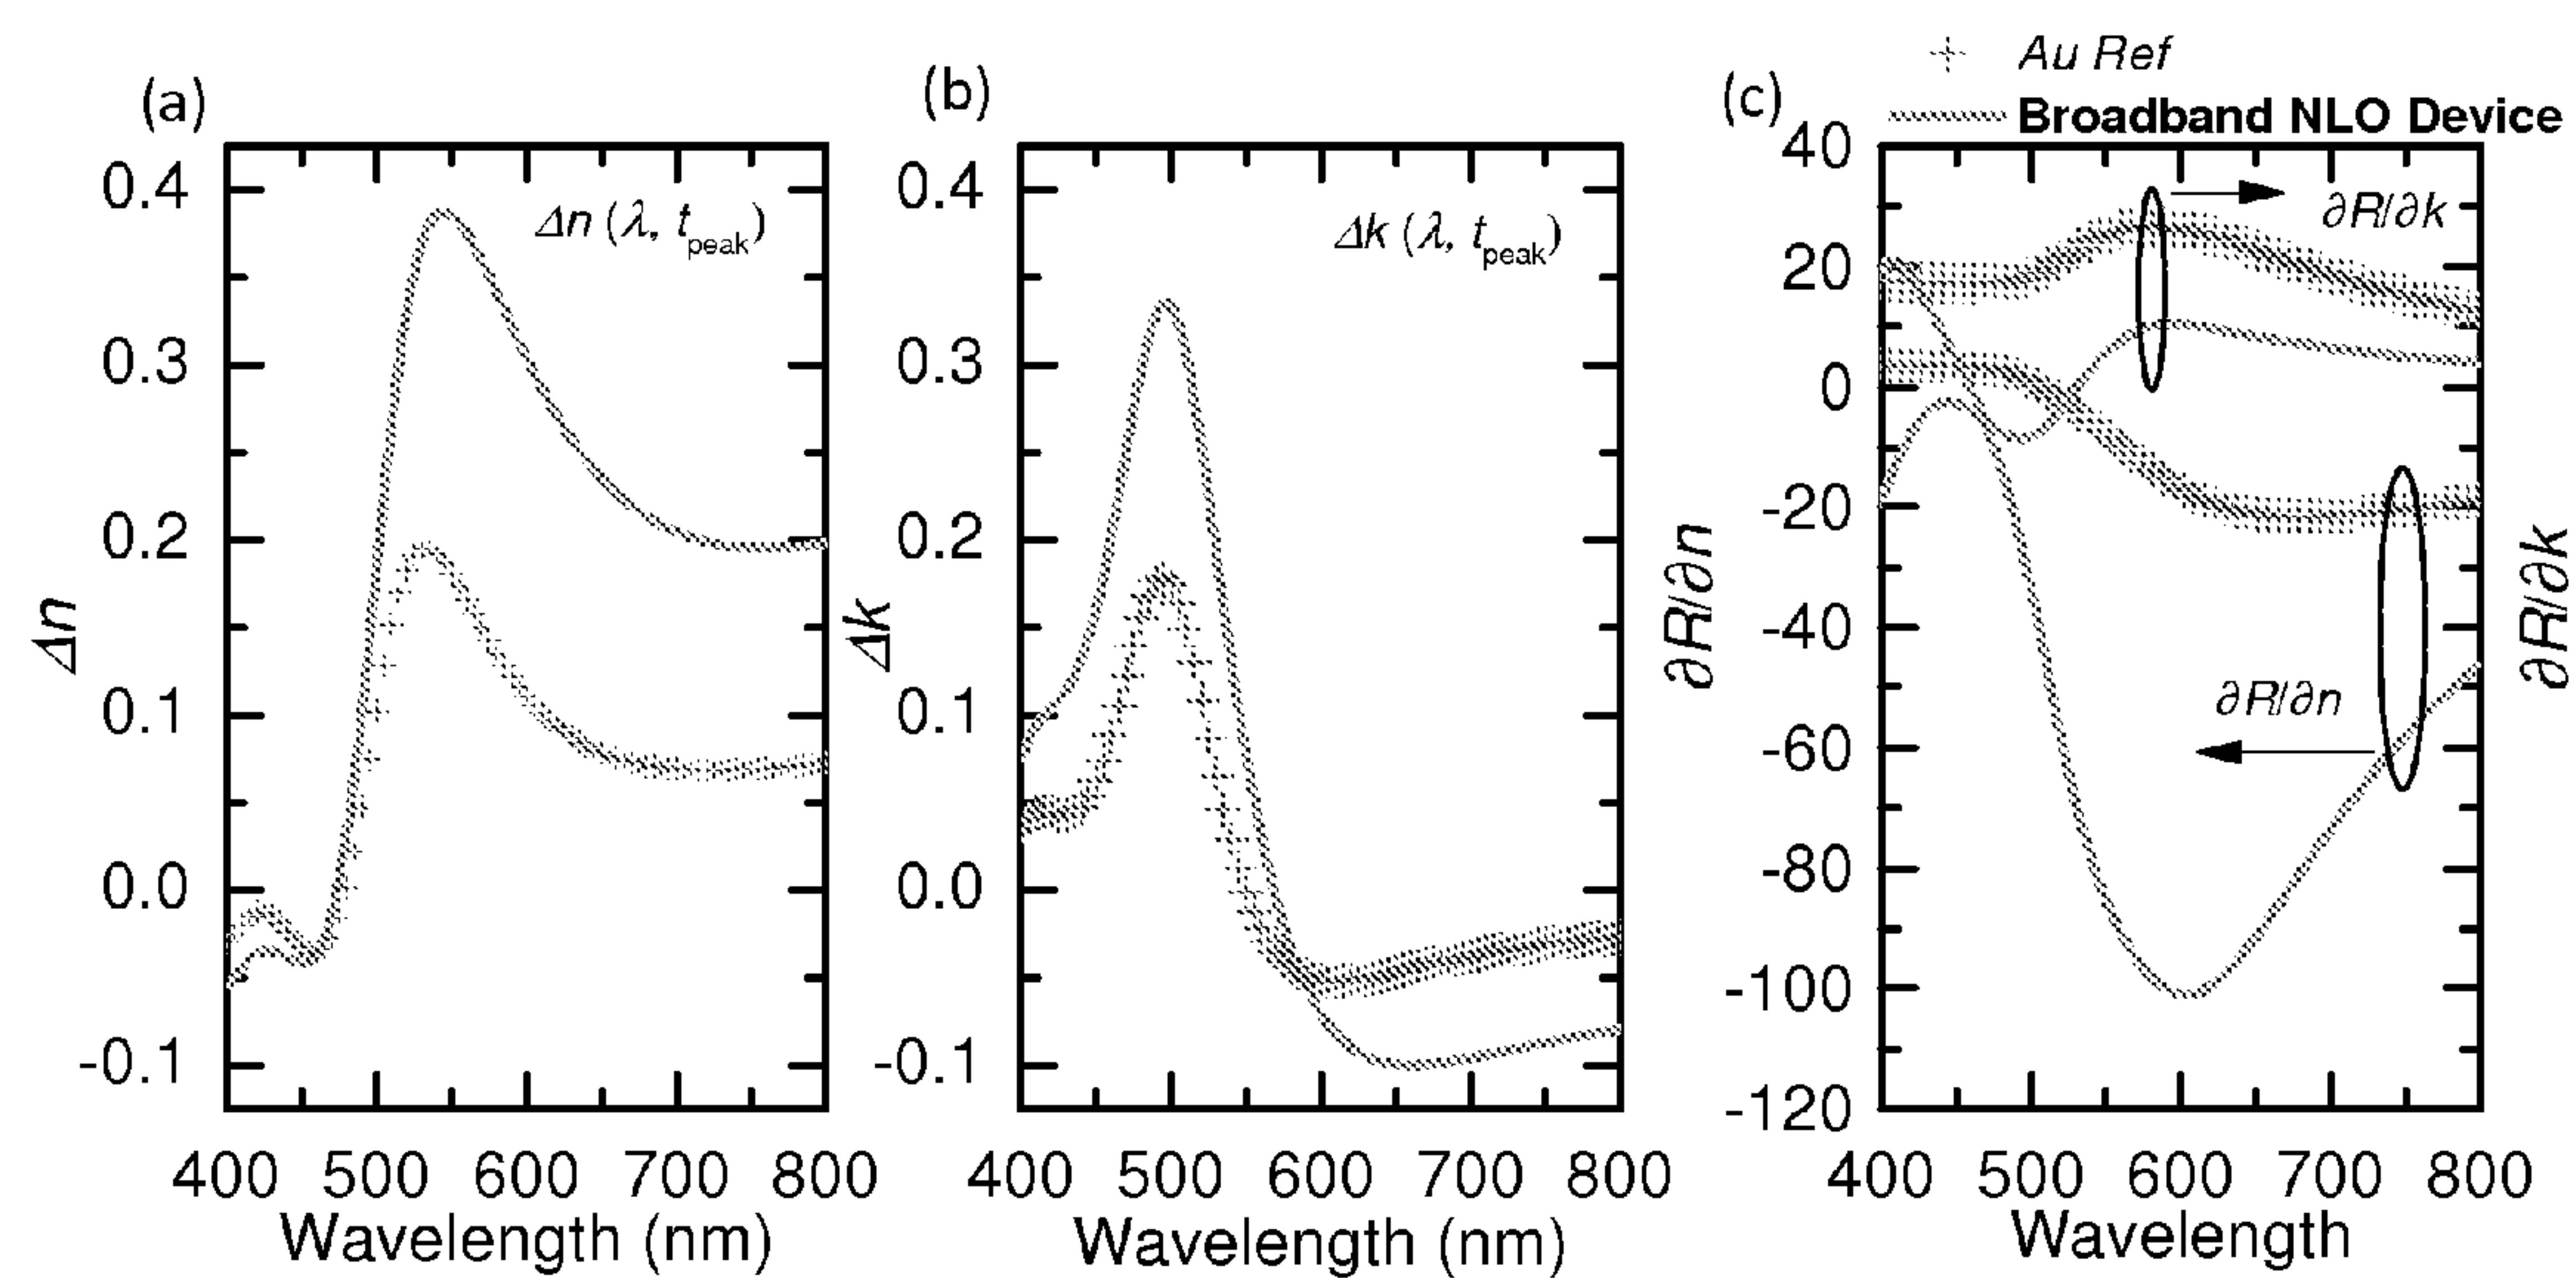 (a)
0.4
0.3
0.2
0.1
0.0
-0.1
Δn
Δn (λ, tpeak)
400 500 600 700 800
Wavelength (nm)
(b)
0.4
0.3
0.2
0.1
0.0
-0.1
Δk
Δk (λ, tpeak)
400 500 600 700 800
Wavelength (nm)
(c)
Au Ref
Broadband NLO Device
40
20
0
-20
-40
-60
-80
-100
-120
∂R/∂n
∂R/∂k
∂R/∂n
∂R/∂k
400 500 600 700 800
Wavelength